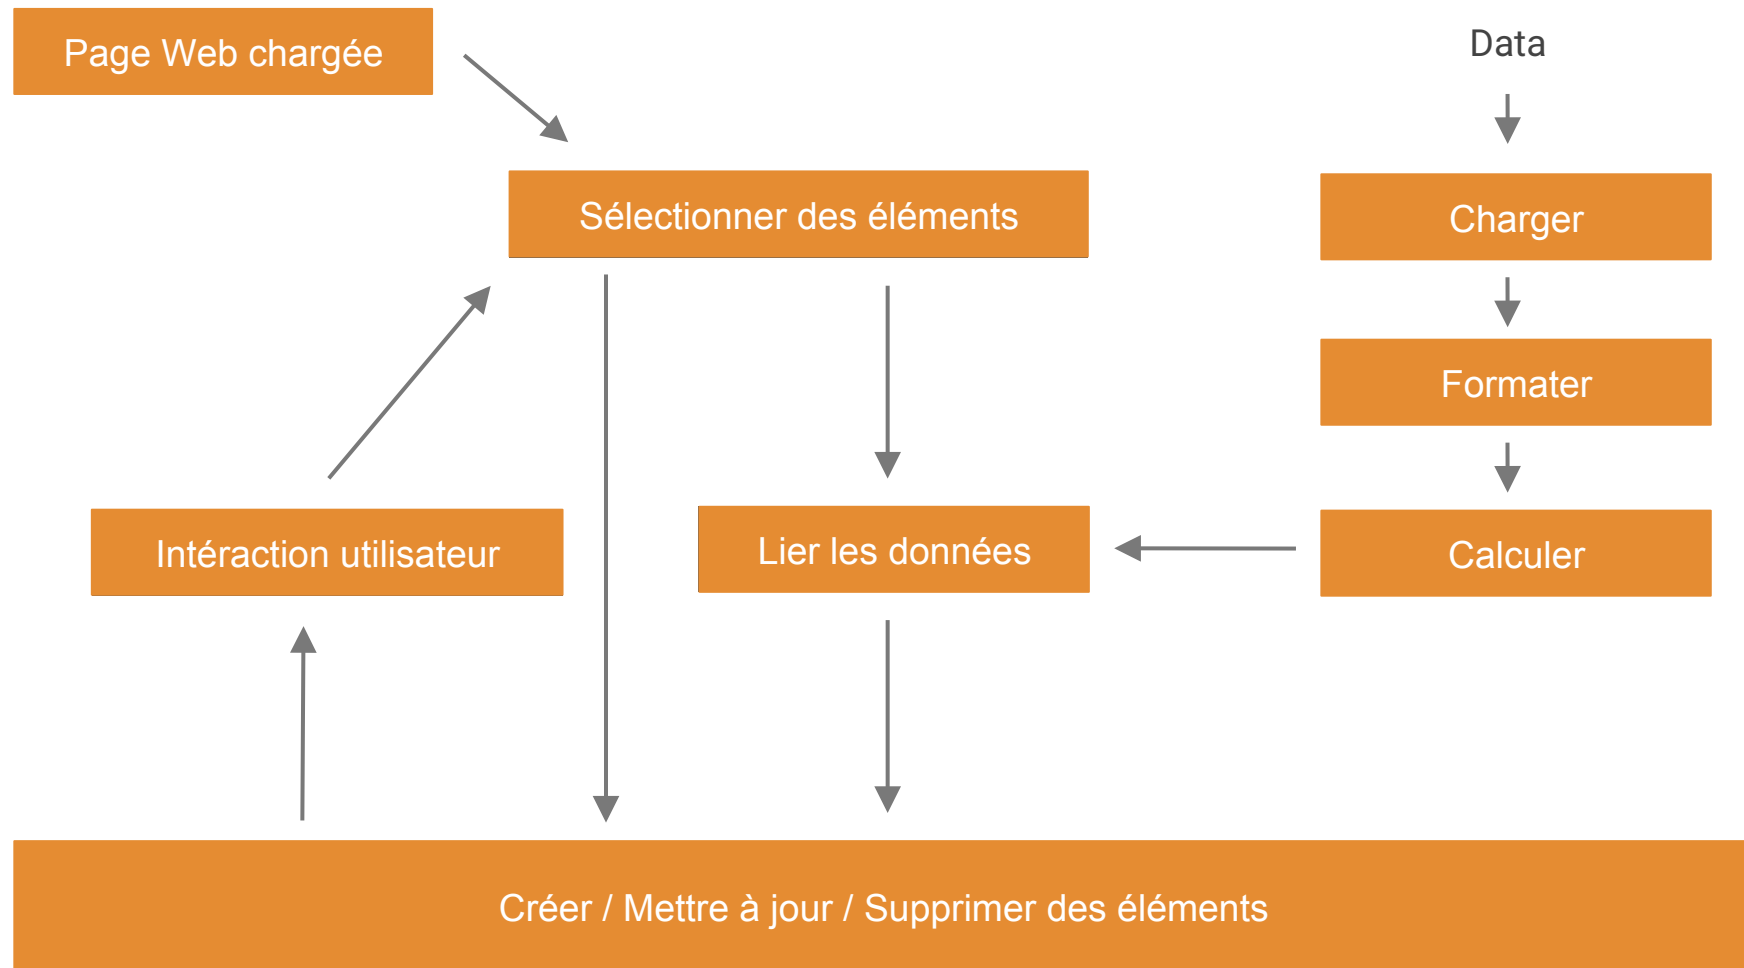 Page Web chargée
Data
Sélectionner des éléments
Charger
Formater
Intéraction utilisateur
Lier les données
Calculer
Créer / Mettre à jour / Supprimer des éléments